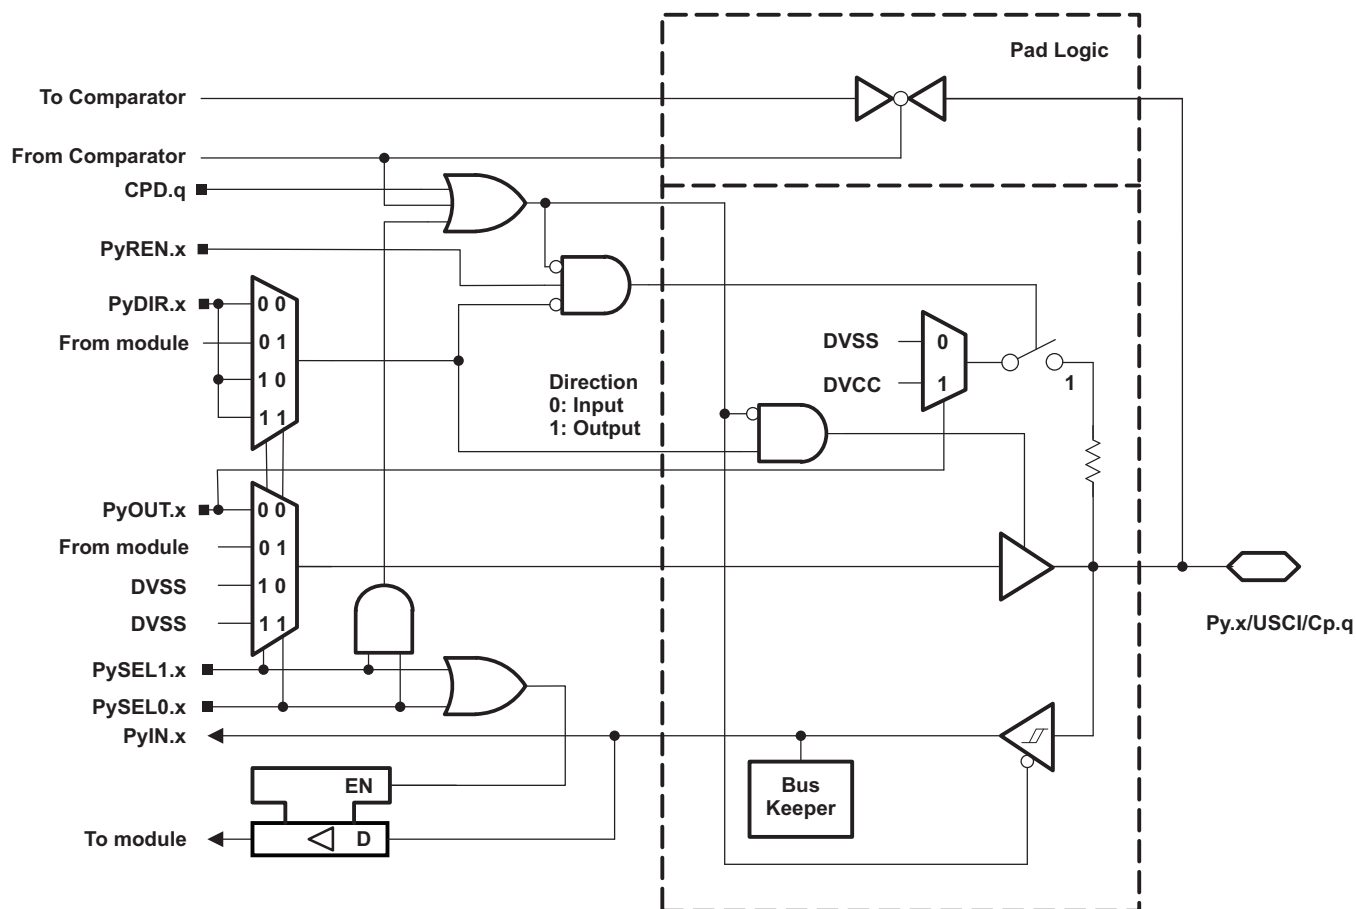 Pad Logic
To Comparator
From Comparator
CPD.q
PyREN.x
PyDIR.x
0 0
From module
0 1
1 0
1 1
Direction
0: Input
1: Output
DVSS
0
DVCC
1
1
PyOUT.x
0 0
From module
0 1
DVSS
1 0
DVSS
1 1
Py.x/USCI/Cp.q
PySEL1.x
PySEL0.x
PyIN.x
EN
Bus
Keeper
To module
D